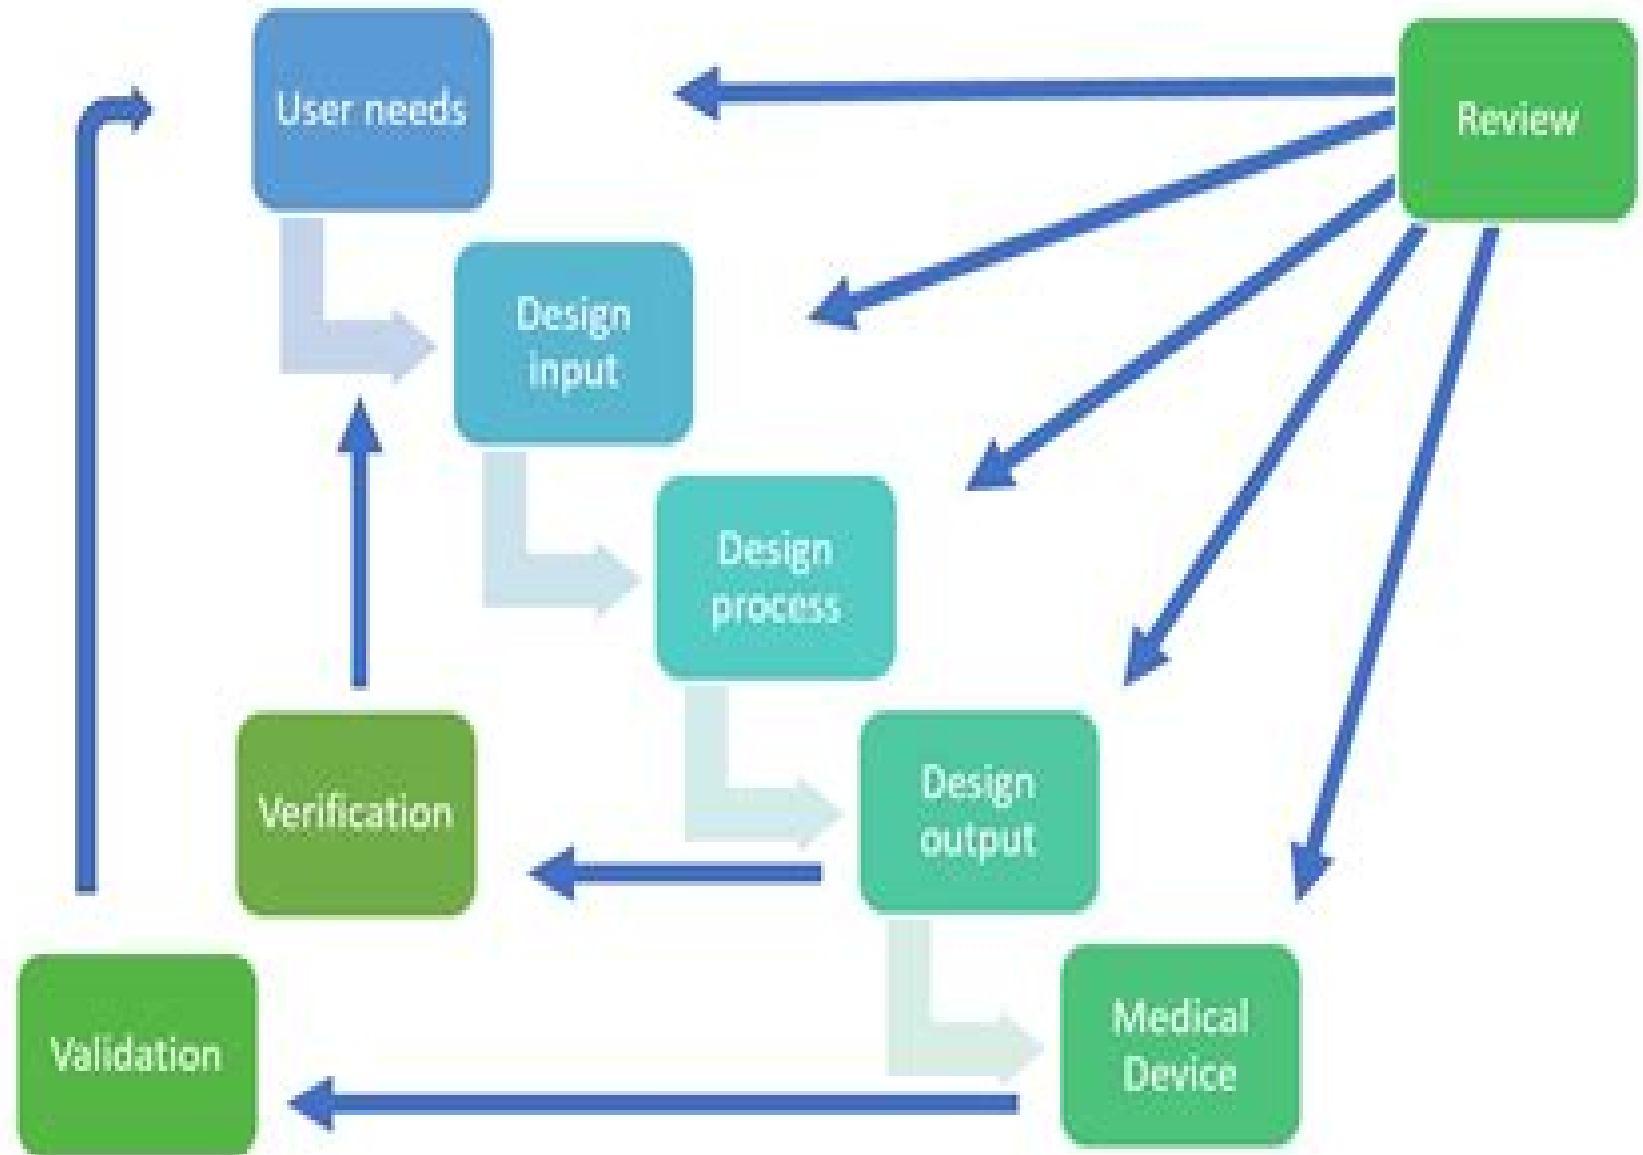 User needs
Review
Design
input
Design
process
Design
output
Verification
Medical
Device
Validation